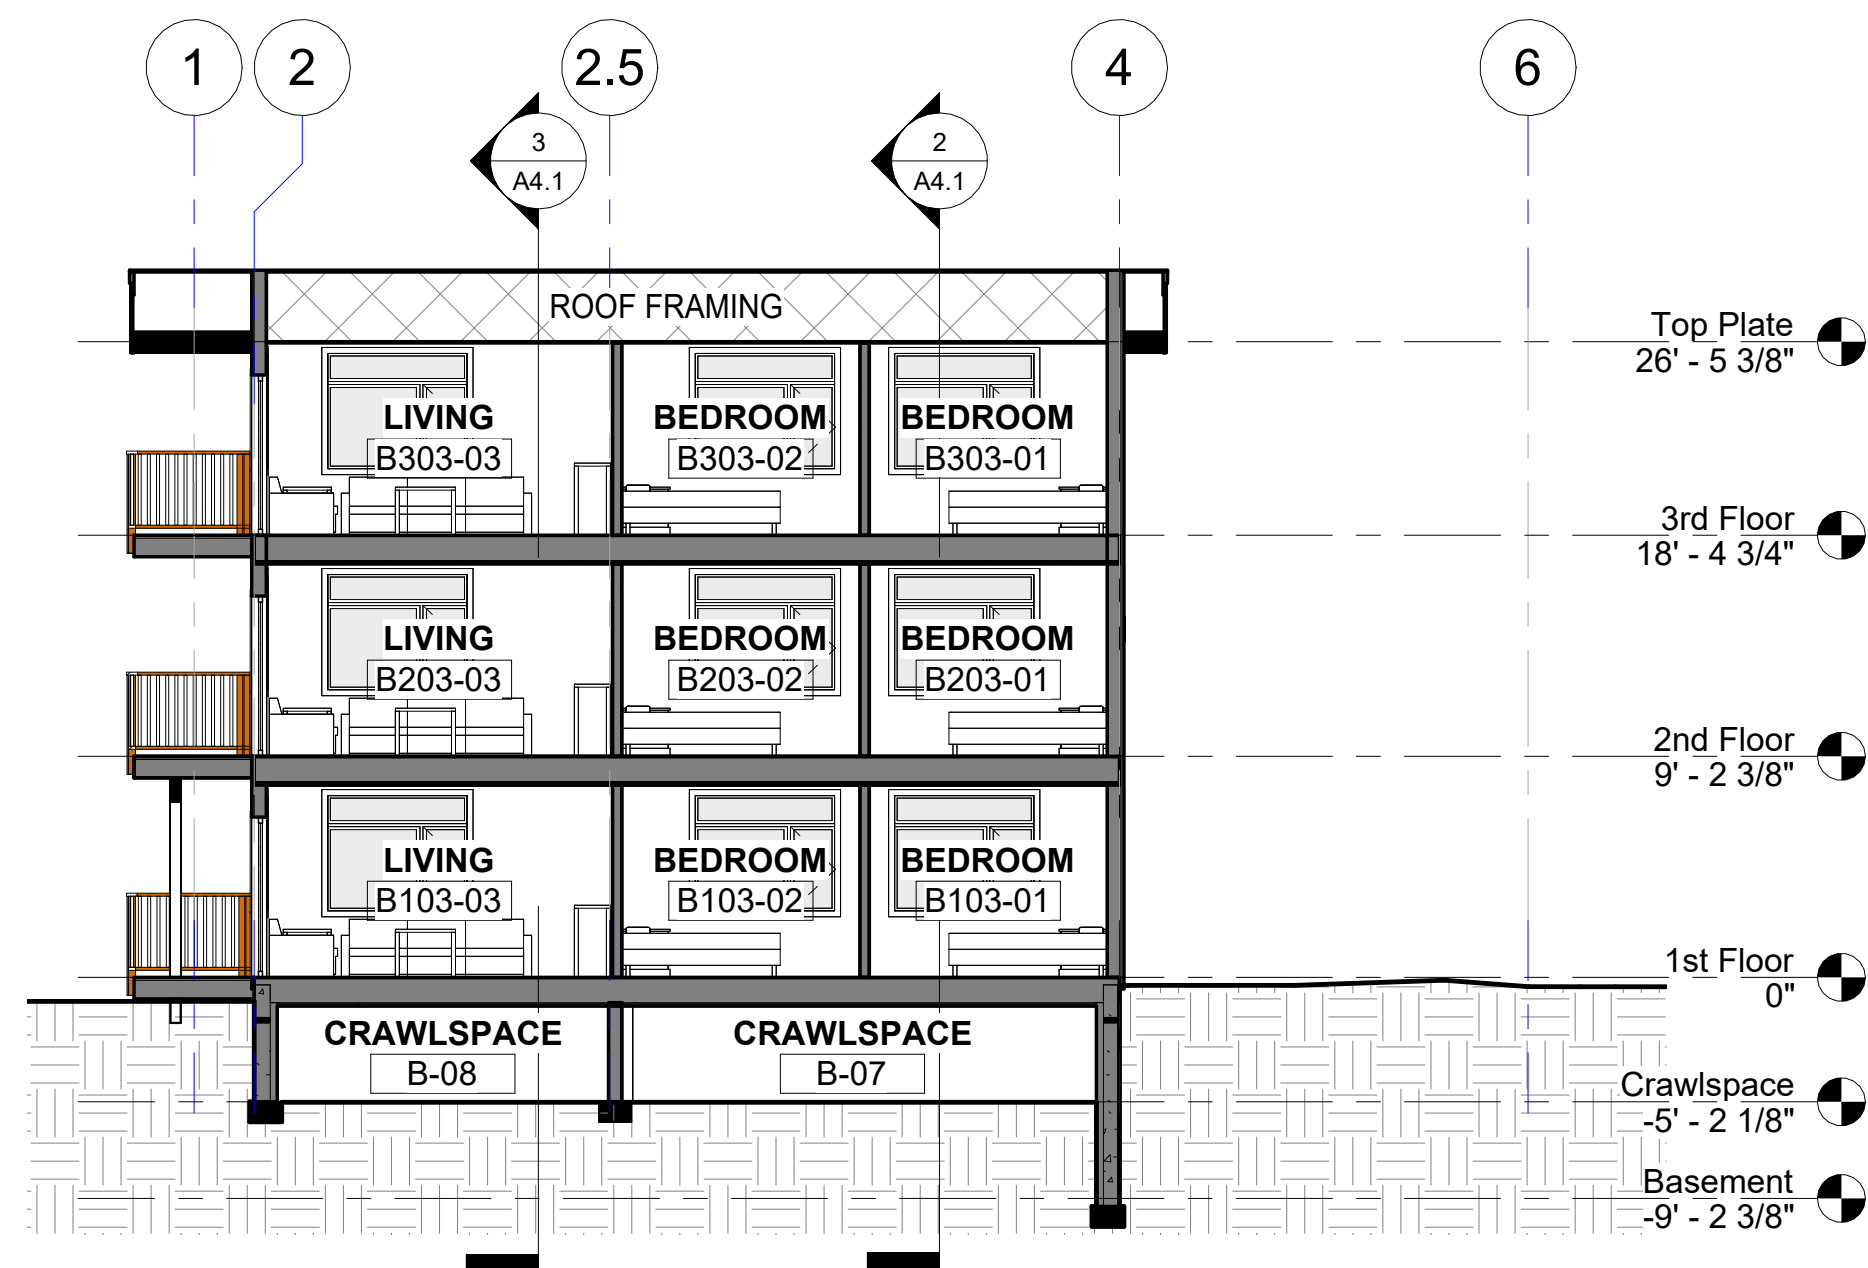 1
2
2.5
4
6
3
A4.1
2
A4.1
ROOF FRAMING
Top Plate
26' - 5 3/8"
LIVING
B303-03
BEDROOM
B303-02
BEDROOM
B303-01
3rd Floor
18' - 4 3/4"
LIVING
B203-03
BEDROOM
B203-02
BEDROOM
B203-01
2nd Floor
9' - 2 3/8"
LIVING
B103-03
BEDROOM
B103-02
BEDROOM
B103-01
1st Floor
0"
CRAWLSPACE
B-08
CRAWLSPACE
B-07
Crawlspace
-5' - 2 1/8"
Basement
-9' - 2 3/8"